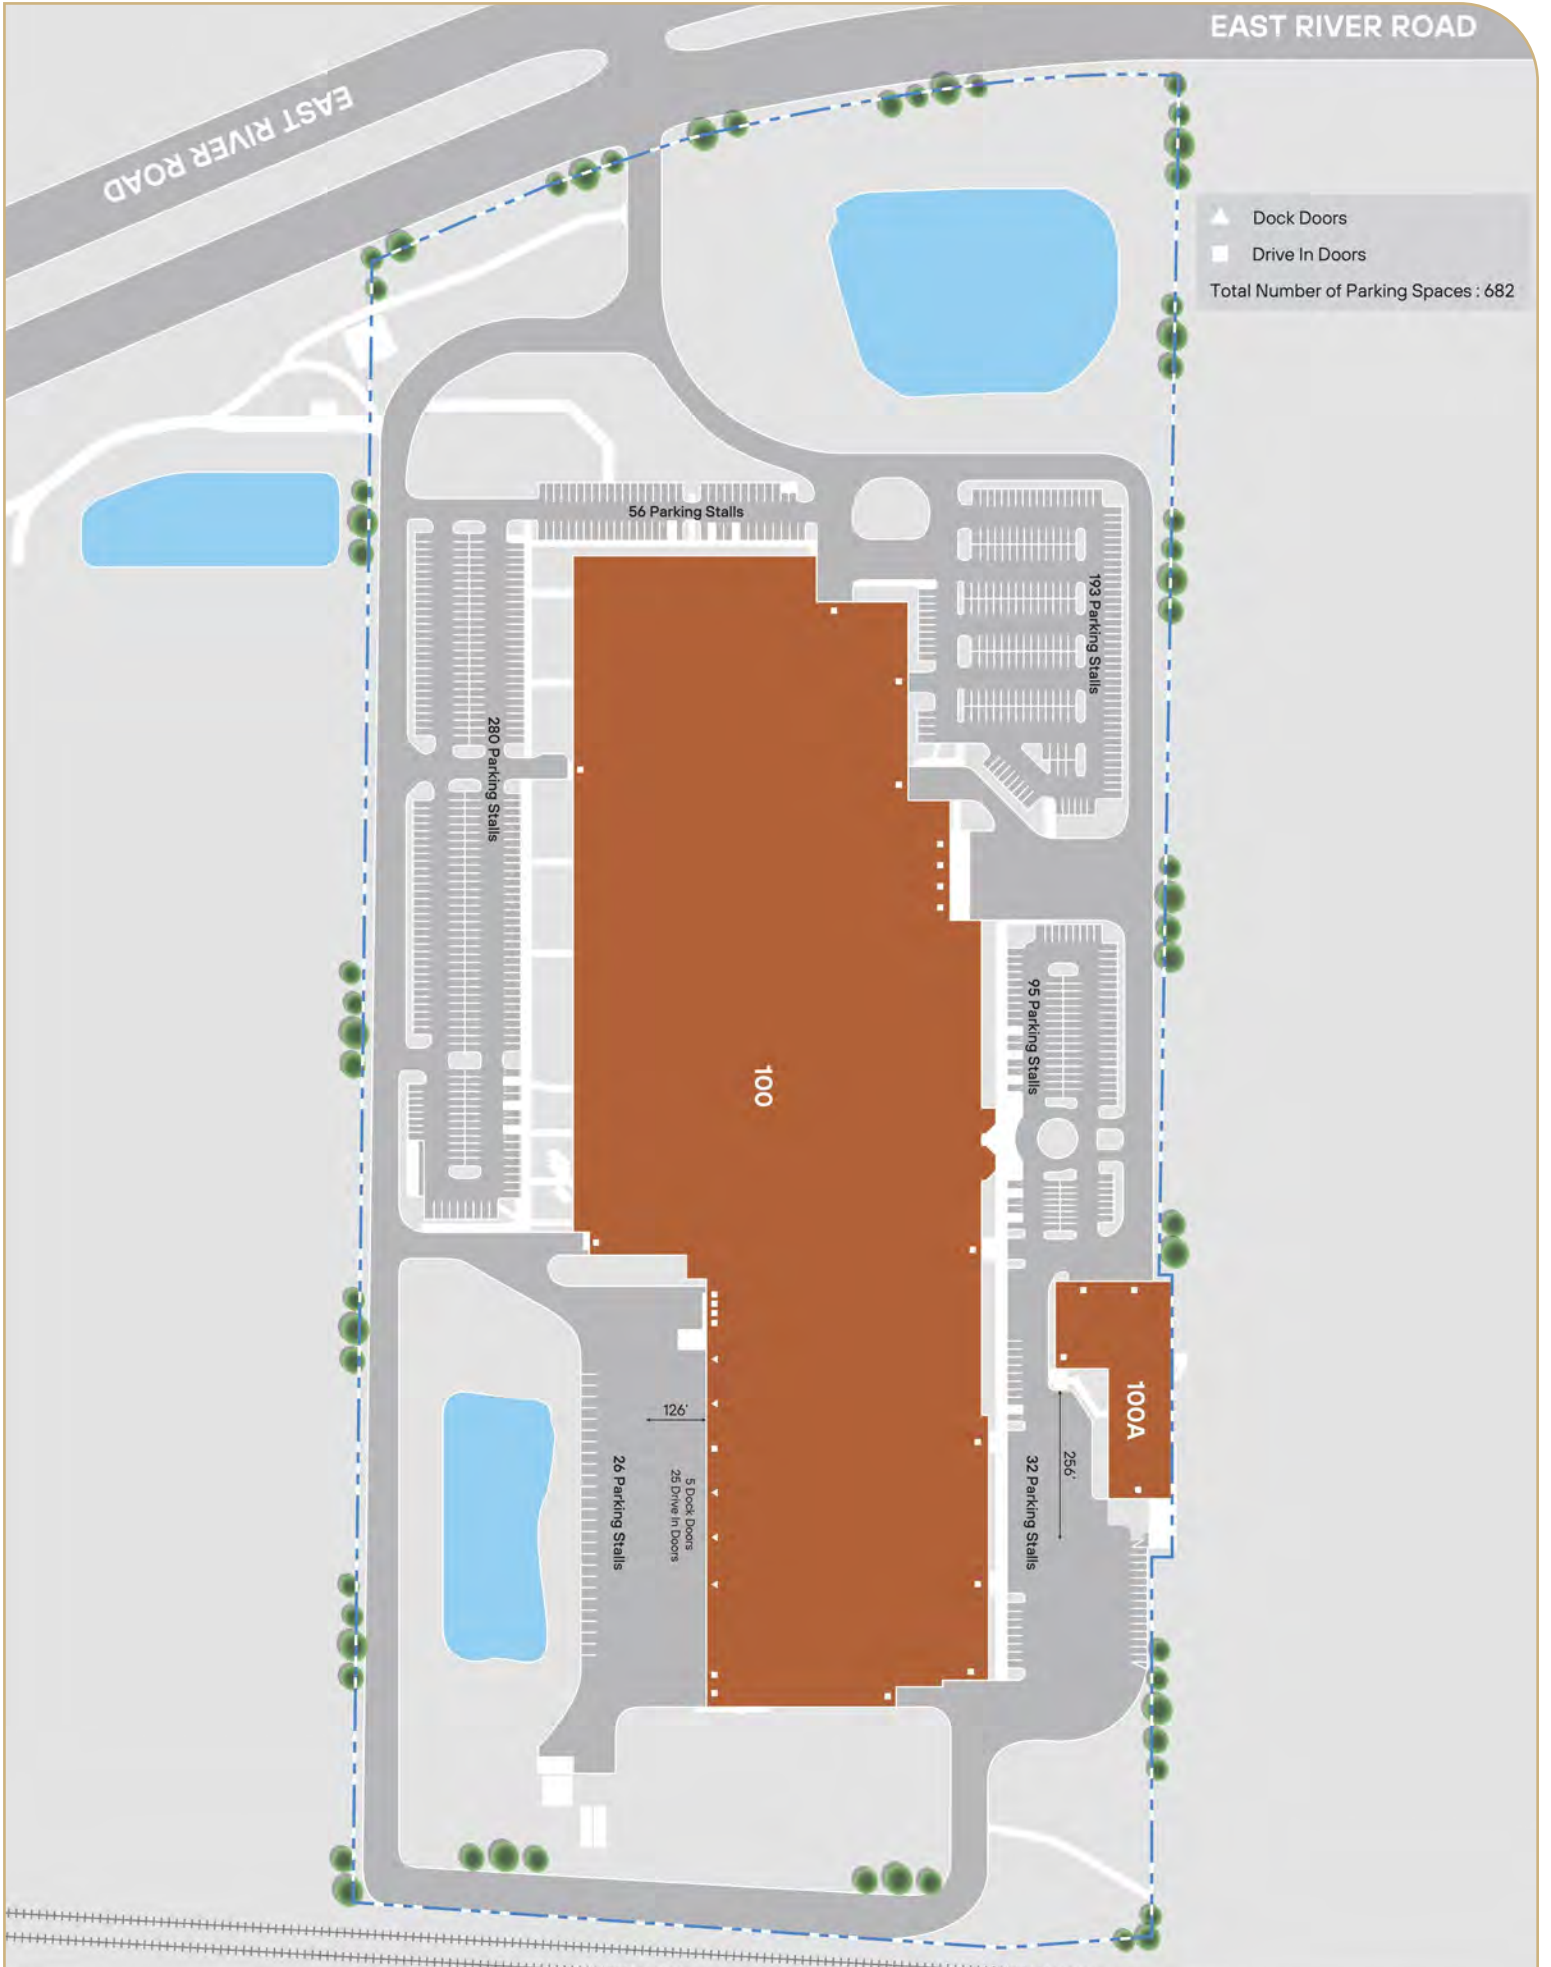 EAST RIVER ROAD
EAST RIVER ROAD
Dock Doors
Drive In Doors
Total Number of Parking Spaces : 682
56 Parking Stalls
193 Parking Stalls
280 Parking Stalls
95 Parking Stalls
100
100A
126'
256'
5 Dock Doors
25 Drive In Doors
26 Parking Stalls
32 Parking Stalls